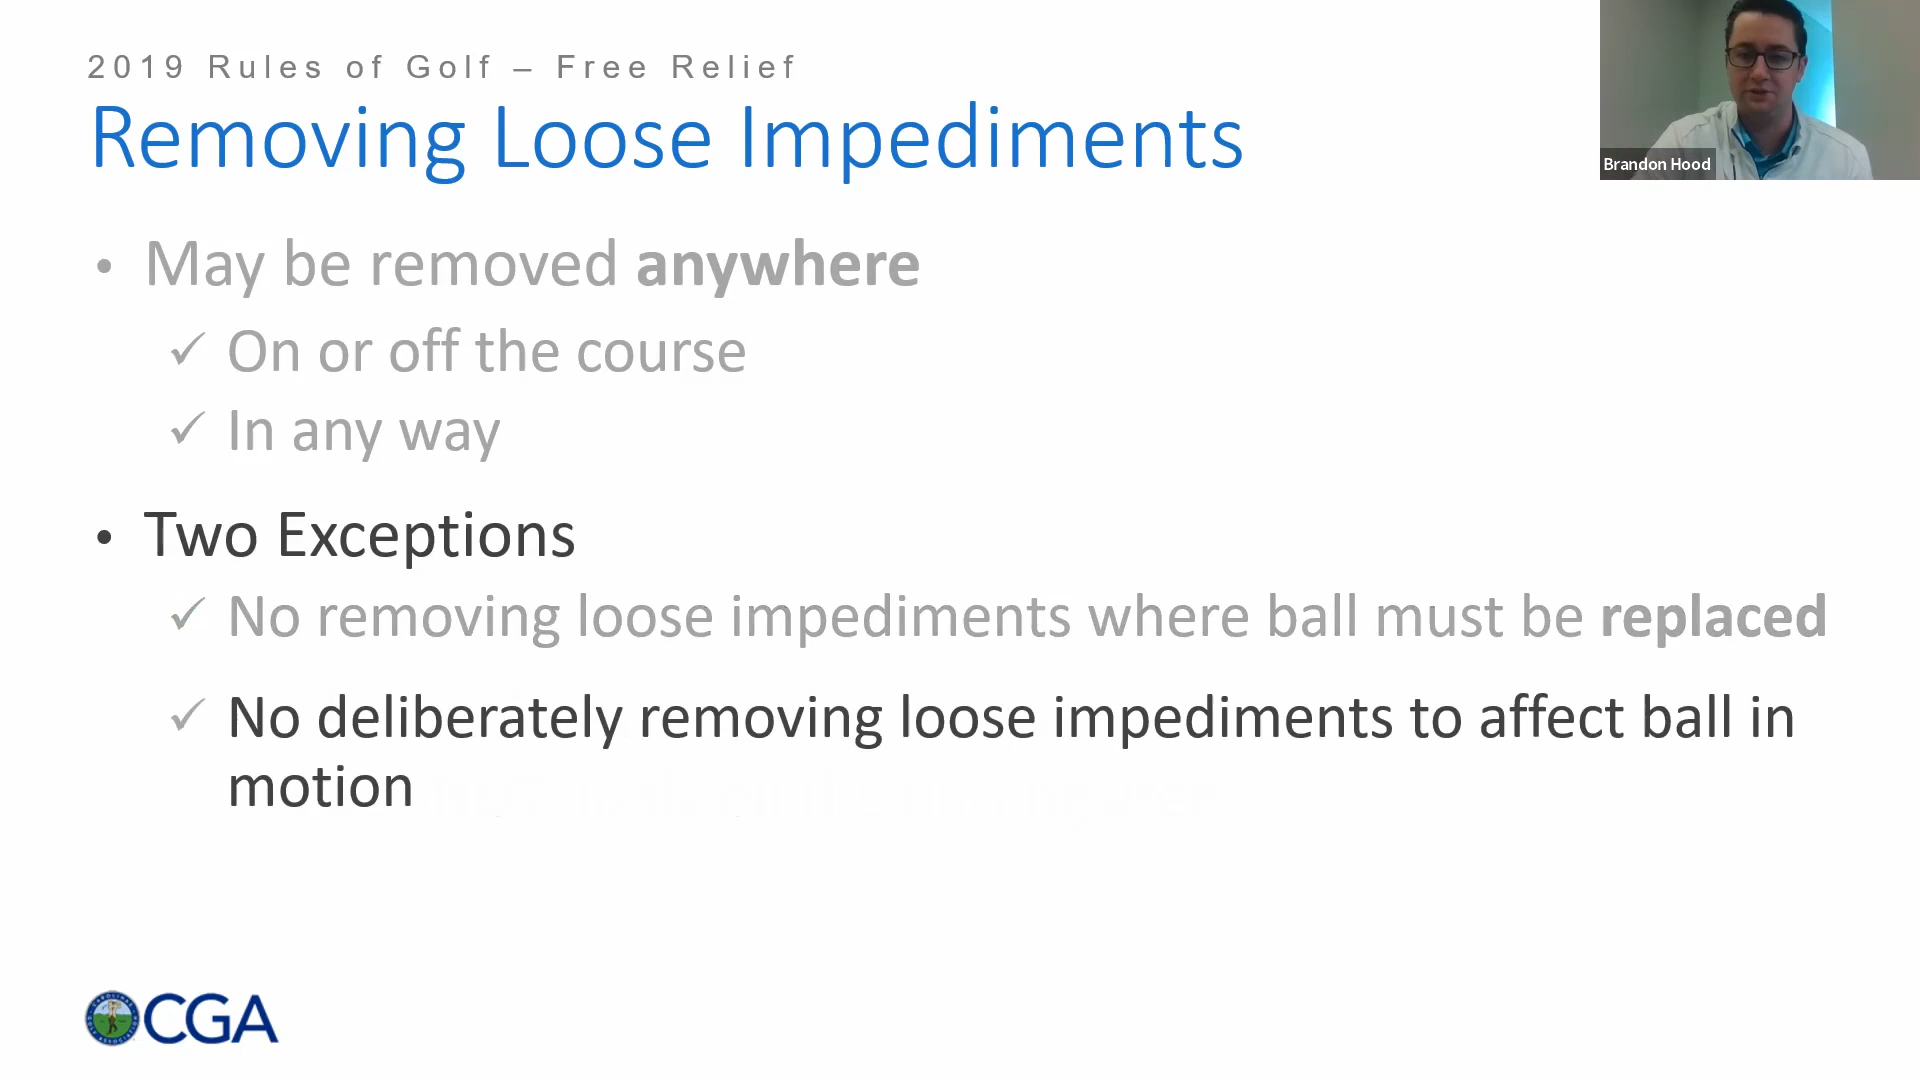 2019 Rules of Golf – Free Relief
Removing Loose Impediments
Brandon Hood
• May be removed anywhere
✓ On or off the course
✓ In any way
• Two Exceptions
✓ No removing loose impediments where ball must be replaced
✓ No deliberately removing loose impediments to affect ball in
motion
CGA